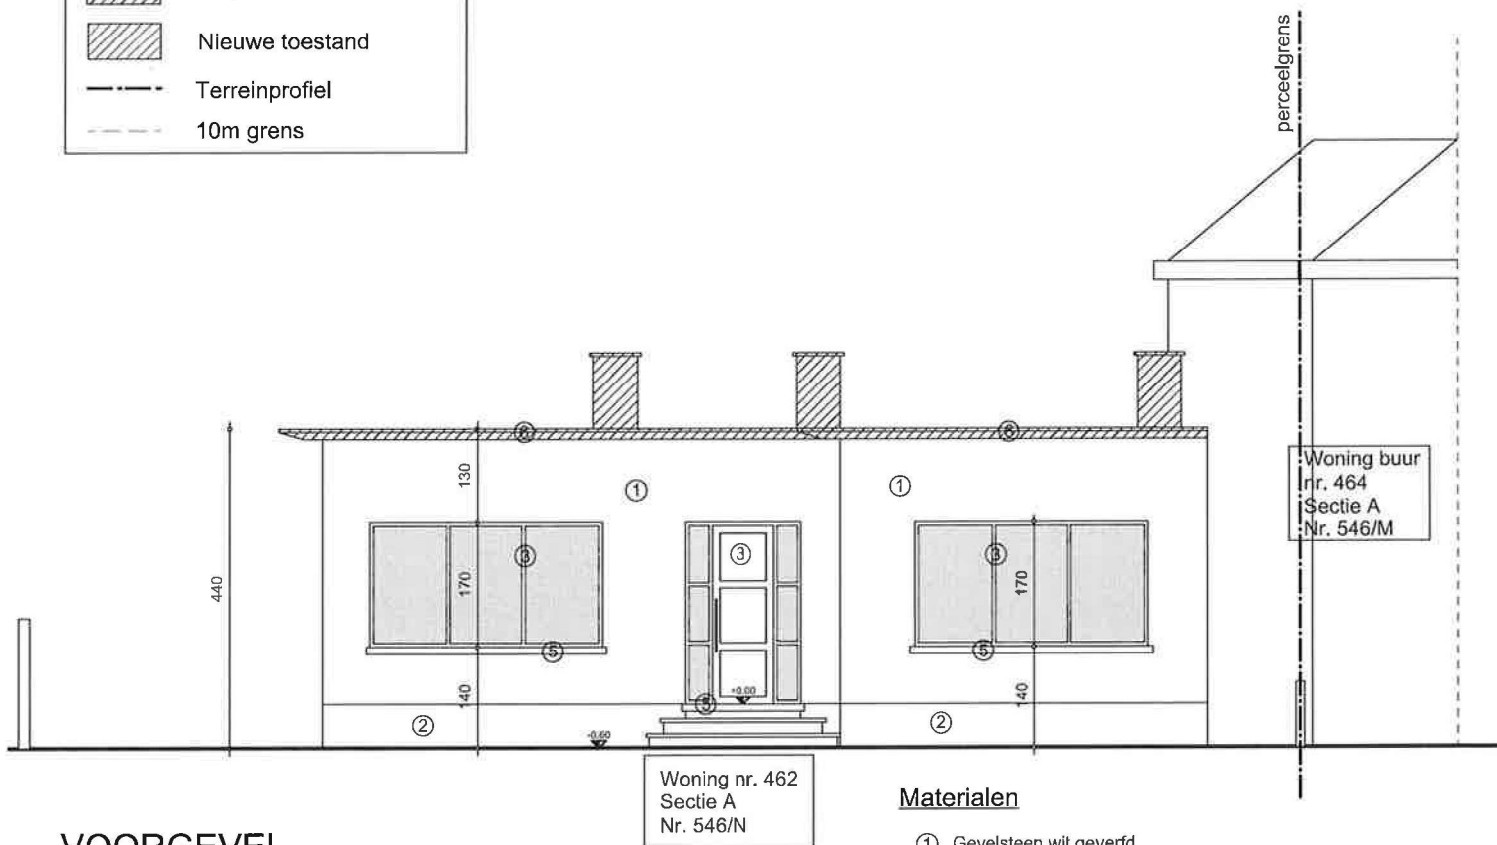 Nieuwe toestand
Terreinprofiel
10m grens
perceelgrens
6
6
130
1
1
Woning buur
nr. 464
Sectie A
Nr. 546/M
440
3
3
3
170
170
5
5
140
+0.00
140
2
2
-0.60
Woning nr. 462
Sectie A
Nr. 546/N
Materialen
VOORGEVEL
1 Gevelsteen wit geverfd